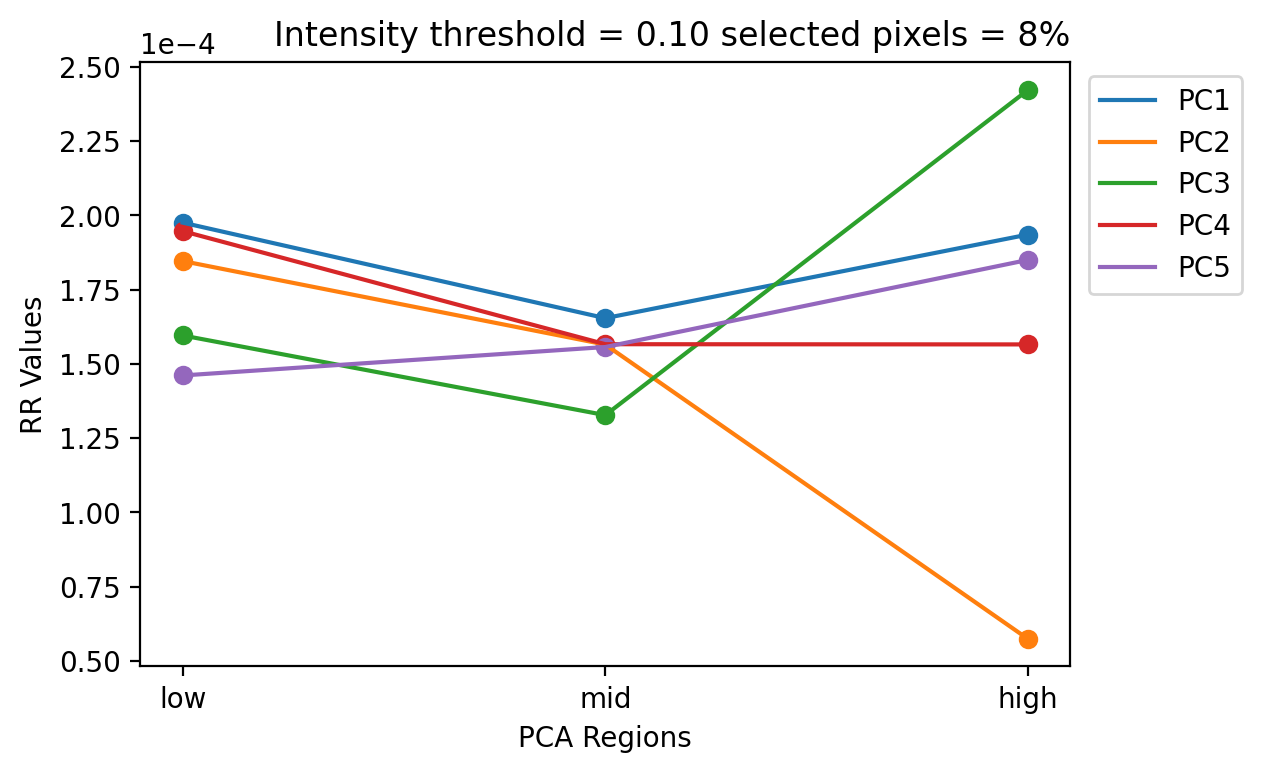 Intensity threshold = 0.10 selected pixels = 8%
1e−4
2.50
2.25
2.00
1.75
1.50
1.25
1.00
0.75
0.50
RR Values
low
mid
high
PCA Regions
PC1
PC2
PC3
PC4
PC5